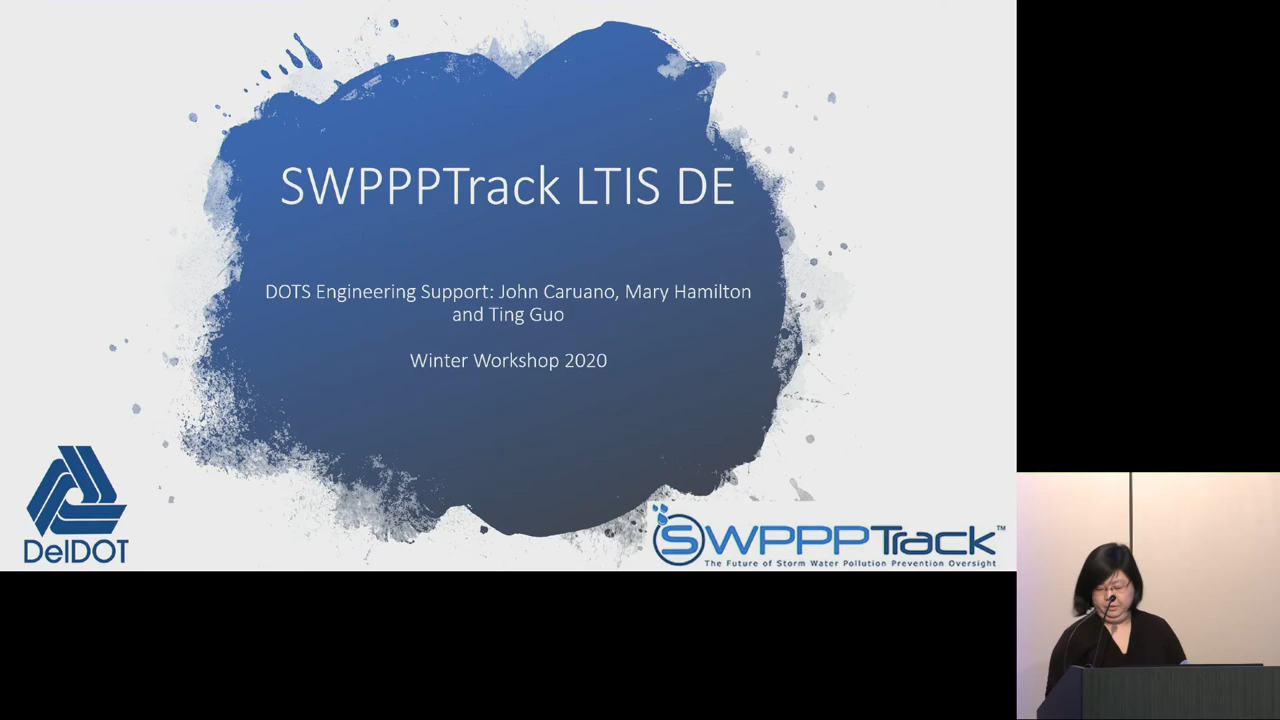 SWPPPTrack LTIS DE
DOTS Engineering Support: John Caruano, Mary Hamilton
and Ting Guo
Winter Workshop 2020
DelDOT
SWPPPTrack™
The Future of Storm Water Pollution Prevention Oversight